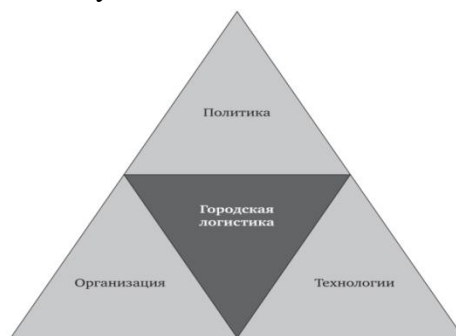 Политика
Городская
логистика
Организация
Технологии